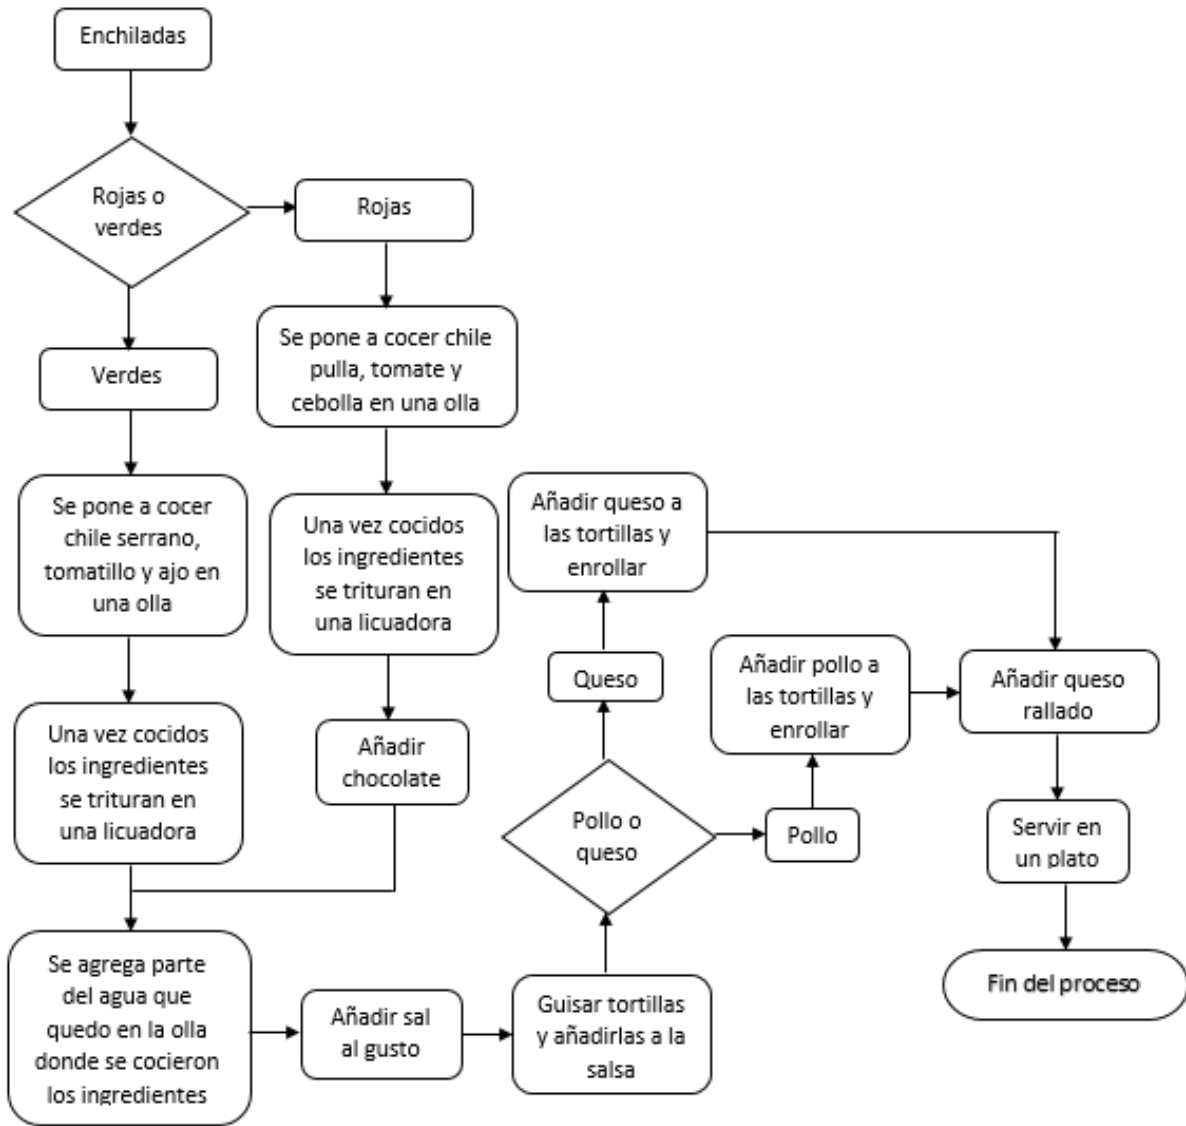 Enchiladas
Rojas o
verdes
Rojas
Verdes
Se pone a cocer chile
pulla, tomate y
cebolla en una olla
Se pone a cocer
chile serrano,
tomatillo y ajo en
una olla
Una vez cocidos
los ingredientes
se trituran en
una licuadora
Una vez cocidos
los ingredientes
se trituran en
una licuadora
Añadir
chocolate
Se agrega parte
del agua que
quedo en la olla
donde se cocieron
los ingredientes
Añadir sal
al gusto
Guisar tortillas
y añadirlas a la
salsa
Pollo o
queso
Queso
Añadir queso a
las tortillas y
enrollar
Pollo
Añadir pollo a
las tortillas y
enrollar
Añadir queso
rallado
Servir en
un plato
Fin del proceso